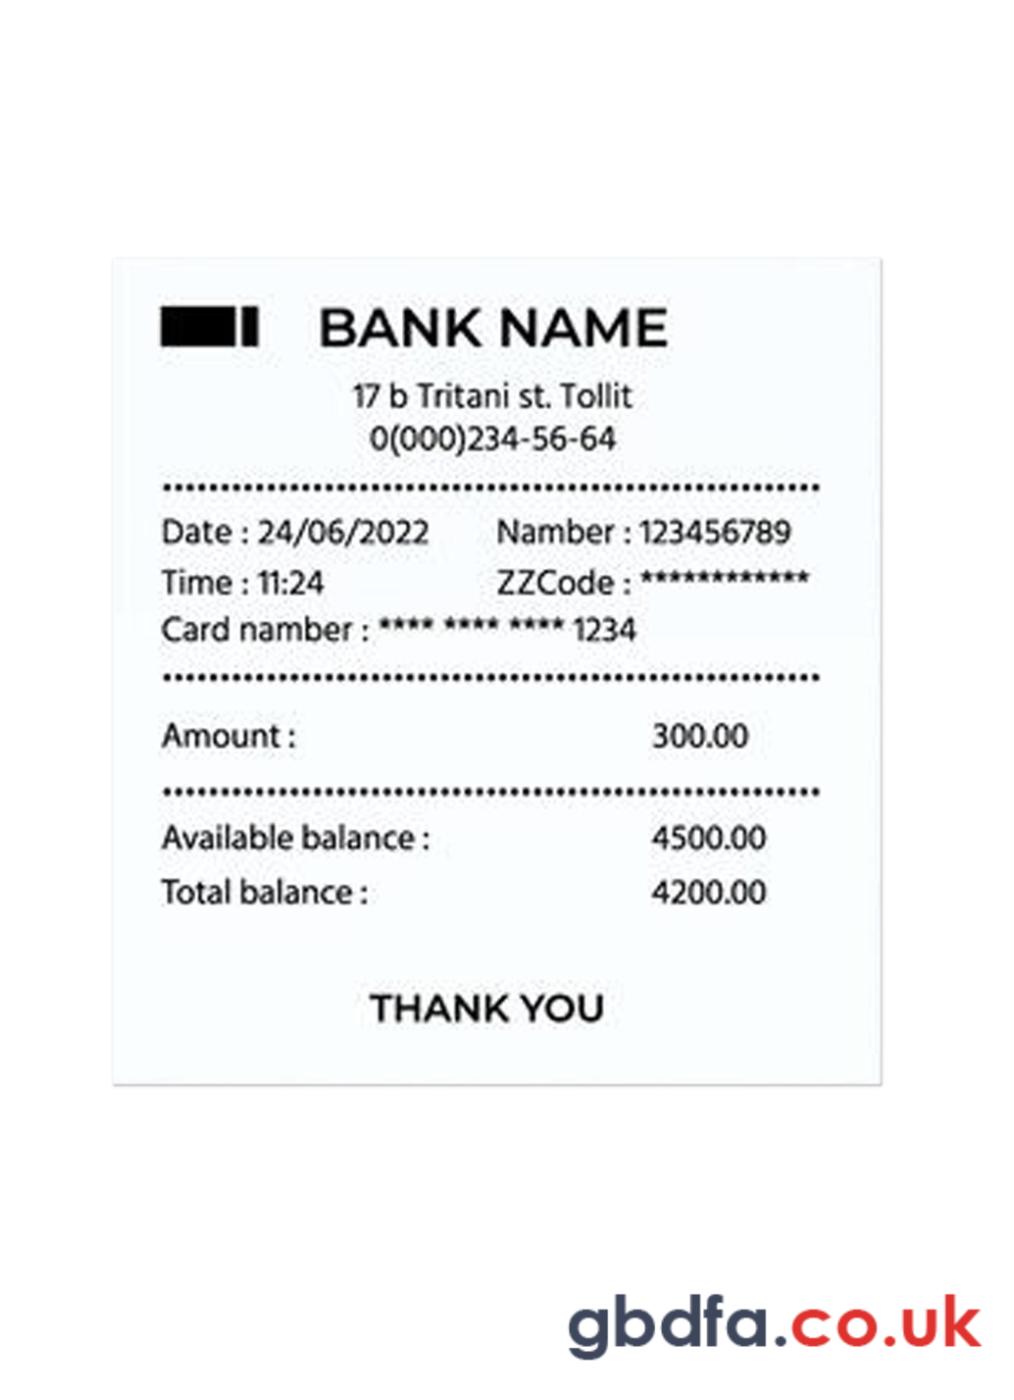 BANK NAME
17 b Tritani st. Tollit
0(000)234-56-64
Date : 24/06/2022 Namber : 123456789
Time : 11:24 ZZCode : ************
Card namber : **** **** **** 1234
Amount : 300.00
Available balance : 4500.00
Total balance : 4200.00
THANK YOU
gbdfa.co.uk